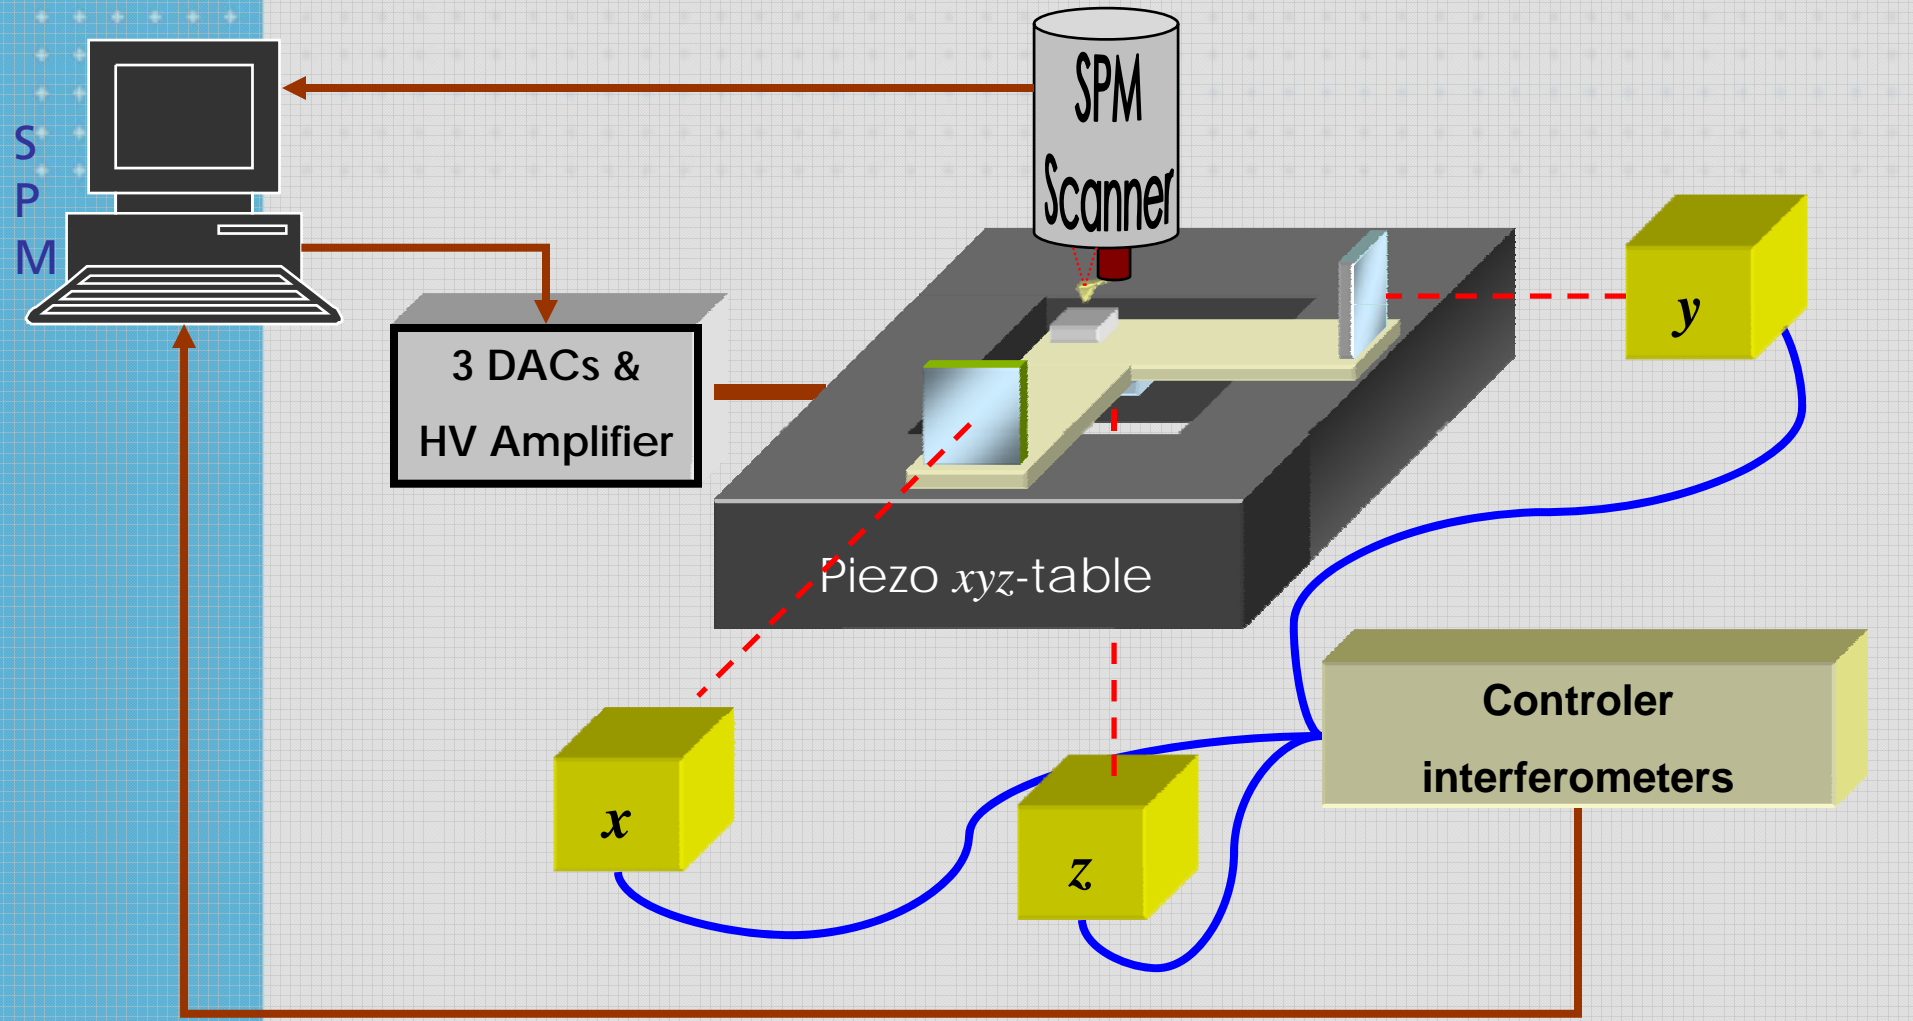 S
P
M
SPM
Scanner
3 DACs &
HV Amplifier
y
Piezo xyz-table
x
z
Controler
interferometers